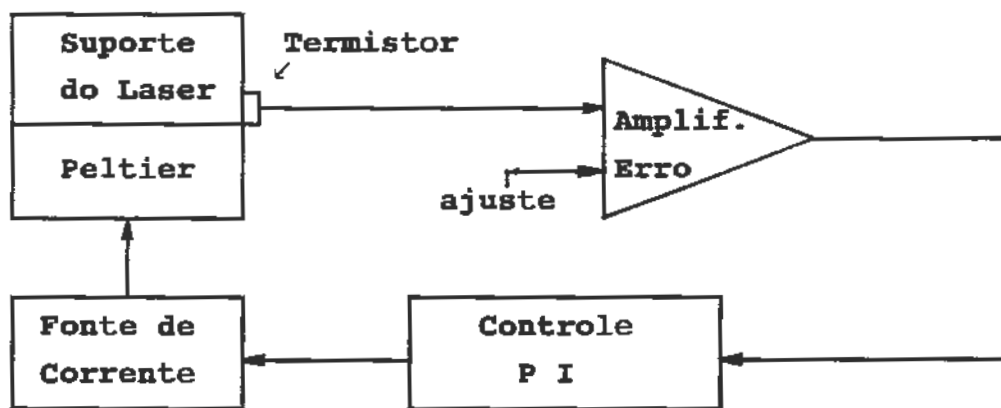 Suporte
do Laser
Termistor
Peltier
Amplif.
Erro
ajuste
Fonte de
Corrente
Controle
P I